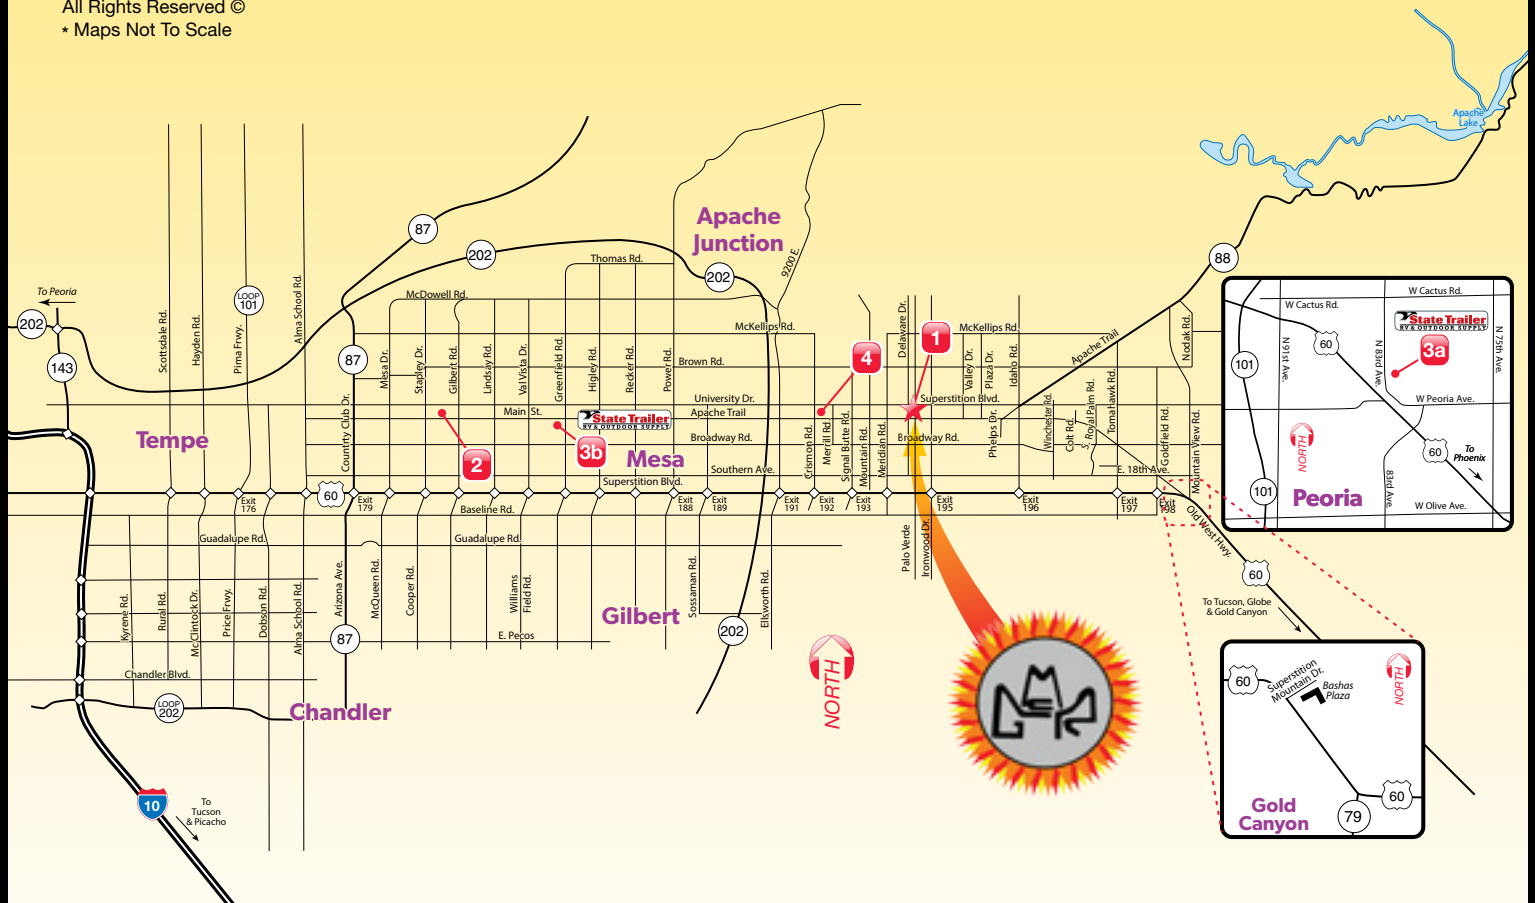 All Rights Reserved ©
* Maps Not To Scale
Apache
Lake
Apache
Junction
87
202
202
9200 E.
88
Thomas Rd.
McDowell Rd.
To Peoria
202
143
LOOP
101
Scottsdale Rd.
Hayden Rd.
Pima Frwy.
Alma School Rd.
87
McKellips Rd.
McKellips Rd.
Brown Rd.
University Dr.
Apache Trail
Main St.
Broadway Rd.
Southern Ave.
Superstition Blvd.
Superstition Blvd.
Broadway Rd.
E. 18th Ave.
Apache Trail
Country Club Dr.
Mesa Dr.
Stapley Dr.
Gilbert Rd.
Lindsay Rd.
Val Vista Dr.
Greenfield Rd.
Higley Rd.
Recker Rd.
Power Rd.
Crismon Rd.
Merrill Rd.
Signal Butte Rd.
Mountain Rd.
Meridian Rd.
Delaware Dr.
Valley Dr.
Plaza Dr.
Idaho Rd.
Phelps Dr.
Winchester Rd.
Colt Rd.
S. Royal Palm Rd.
Tomahawk Rd.
Goldfield Rd.
Nodak Rd.
Mountain View Rd.
1
4
2
3b
State Trailer
RV & OUTDOOR SUPPLY
Tempe
Mesa
60
Exit
176
Exit
179
Exit
188
Exit
189
Exit
191
Exit
192
Exit
193
Exit
195
Exit
196
Exit
197
Exit
198
Baseline Rd.
Guadalupe Rd.
Guadalupe Rd.
Palo Verde
Ironwood Dr.
Old West Hwy.
60
To Tucson, Globe
& Gold Canyon
Kyrene Rd.
Rural Rd.
McClintock Dr.
Price Frwy.
Dobson Rd.
Alma School Rd.
Arizona Ave.
McQueen Rd.
Cooper Rd.
Williams
Field Rd.
Sossaman Rd.
Ellsworth Rd.
Gilbert
E. Pecos
87
202
Chandler Blvd.
LOOP
202
Chandler
NORTH
GMEK
10
To
Tucson
& Picacho
W Cactus Rd.
W Cactus Rd.
State Trailer
RV & OUTDOOR SUPPLY
3a
60
101
N 91st Ave.
N 83rd Ave.
N 75th Ave.
W Peoria Ave.
60
To
Phoenix
NORTH
101
83rd Ave.
Peoria
W Olive Ave.
60
Superstition
Mountain Dr.
Bashas
Plaza
NORTH
60
79
Gold
Canyon